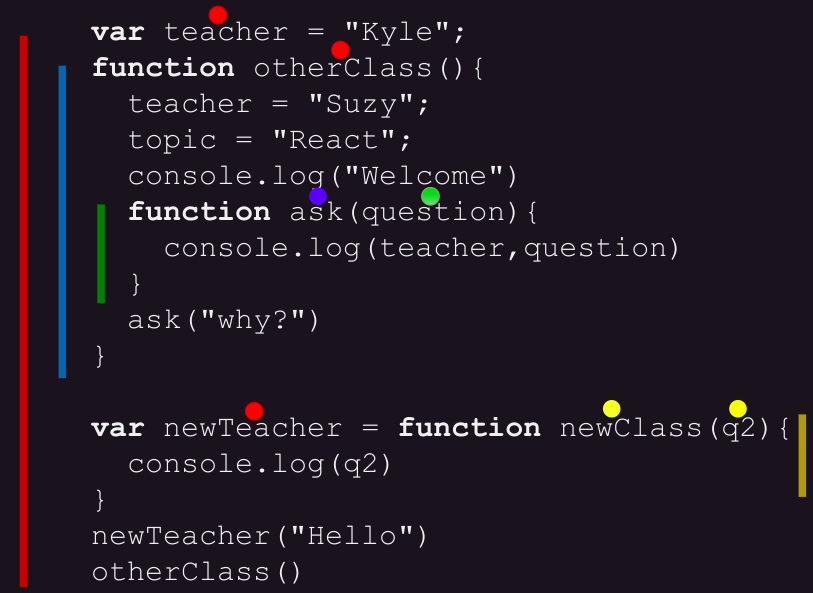 var teacher = "Kyle";
function otherClass(){
teacher = "Suzy";
topic = "React";
console.log("Welcome")
function ask(question){
console.log(teacher,question)
}
ask("why?")
}
var newTeacher = function newClass(q2){
console.log(q2)
}
newTeacher("Hello")
otherClass()